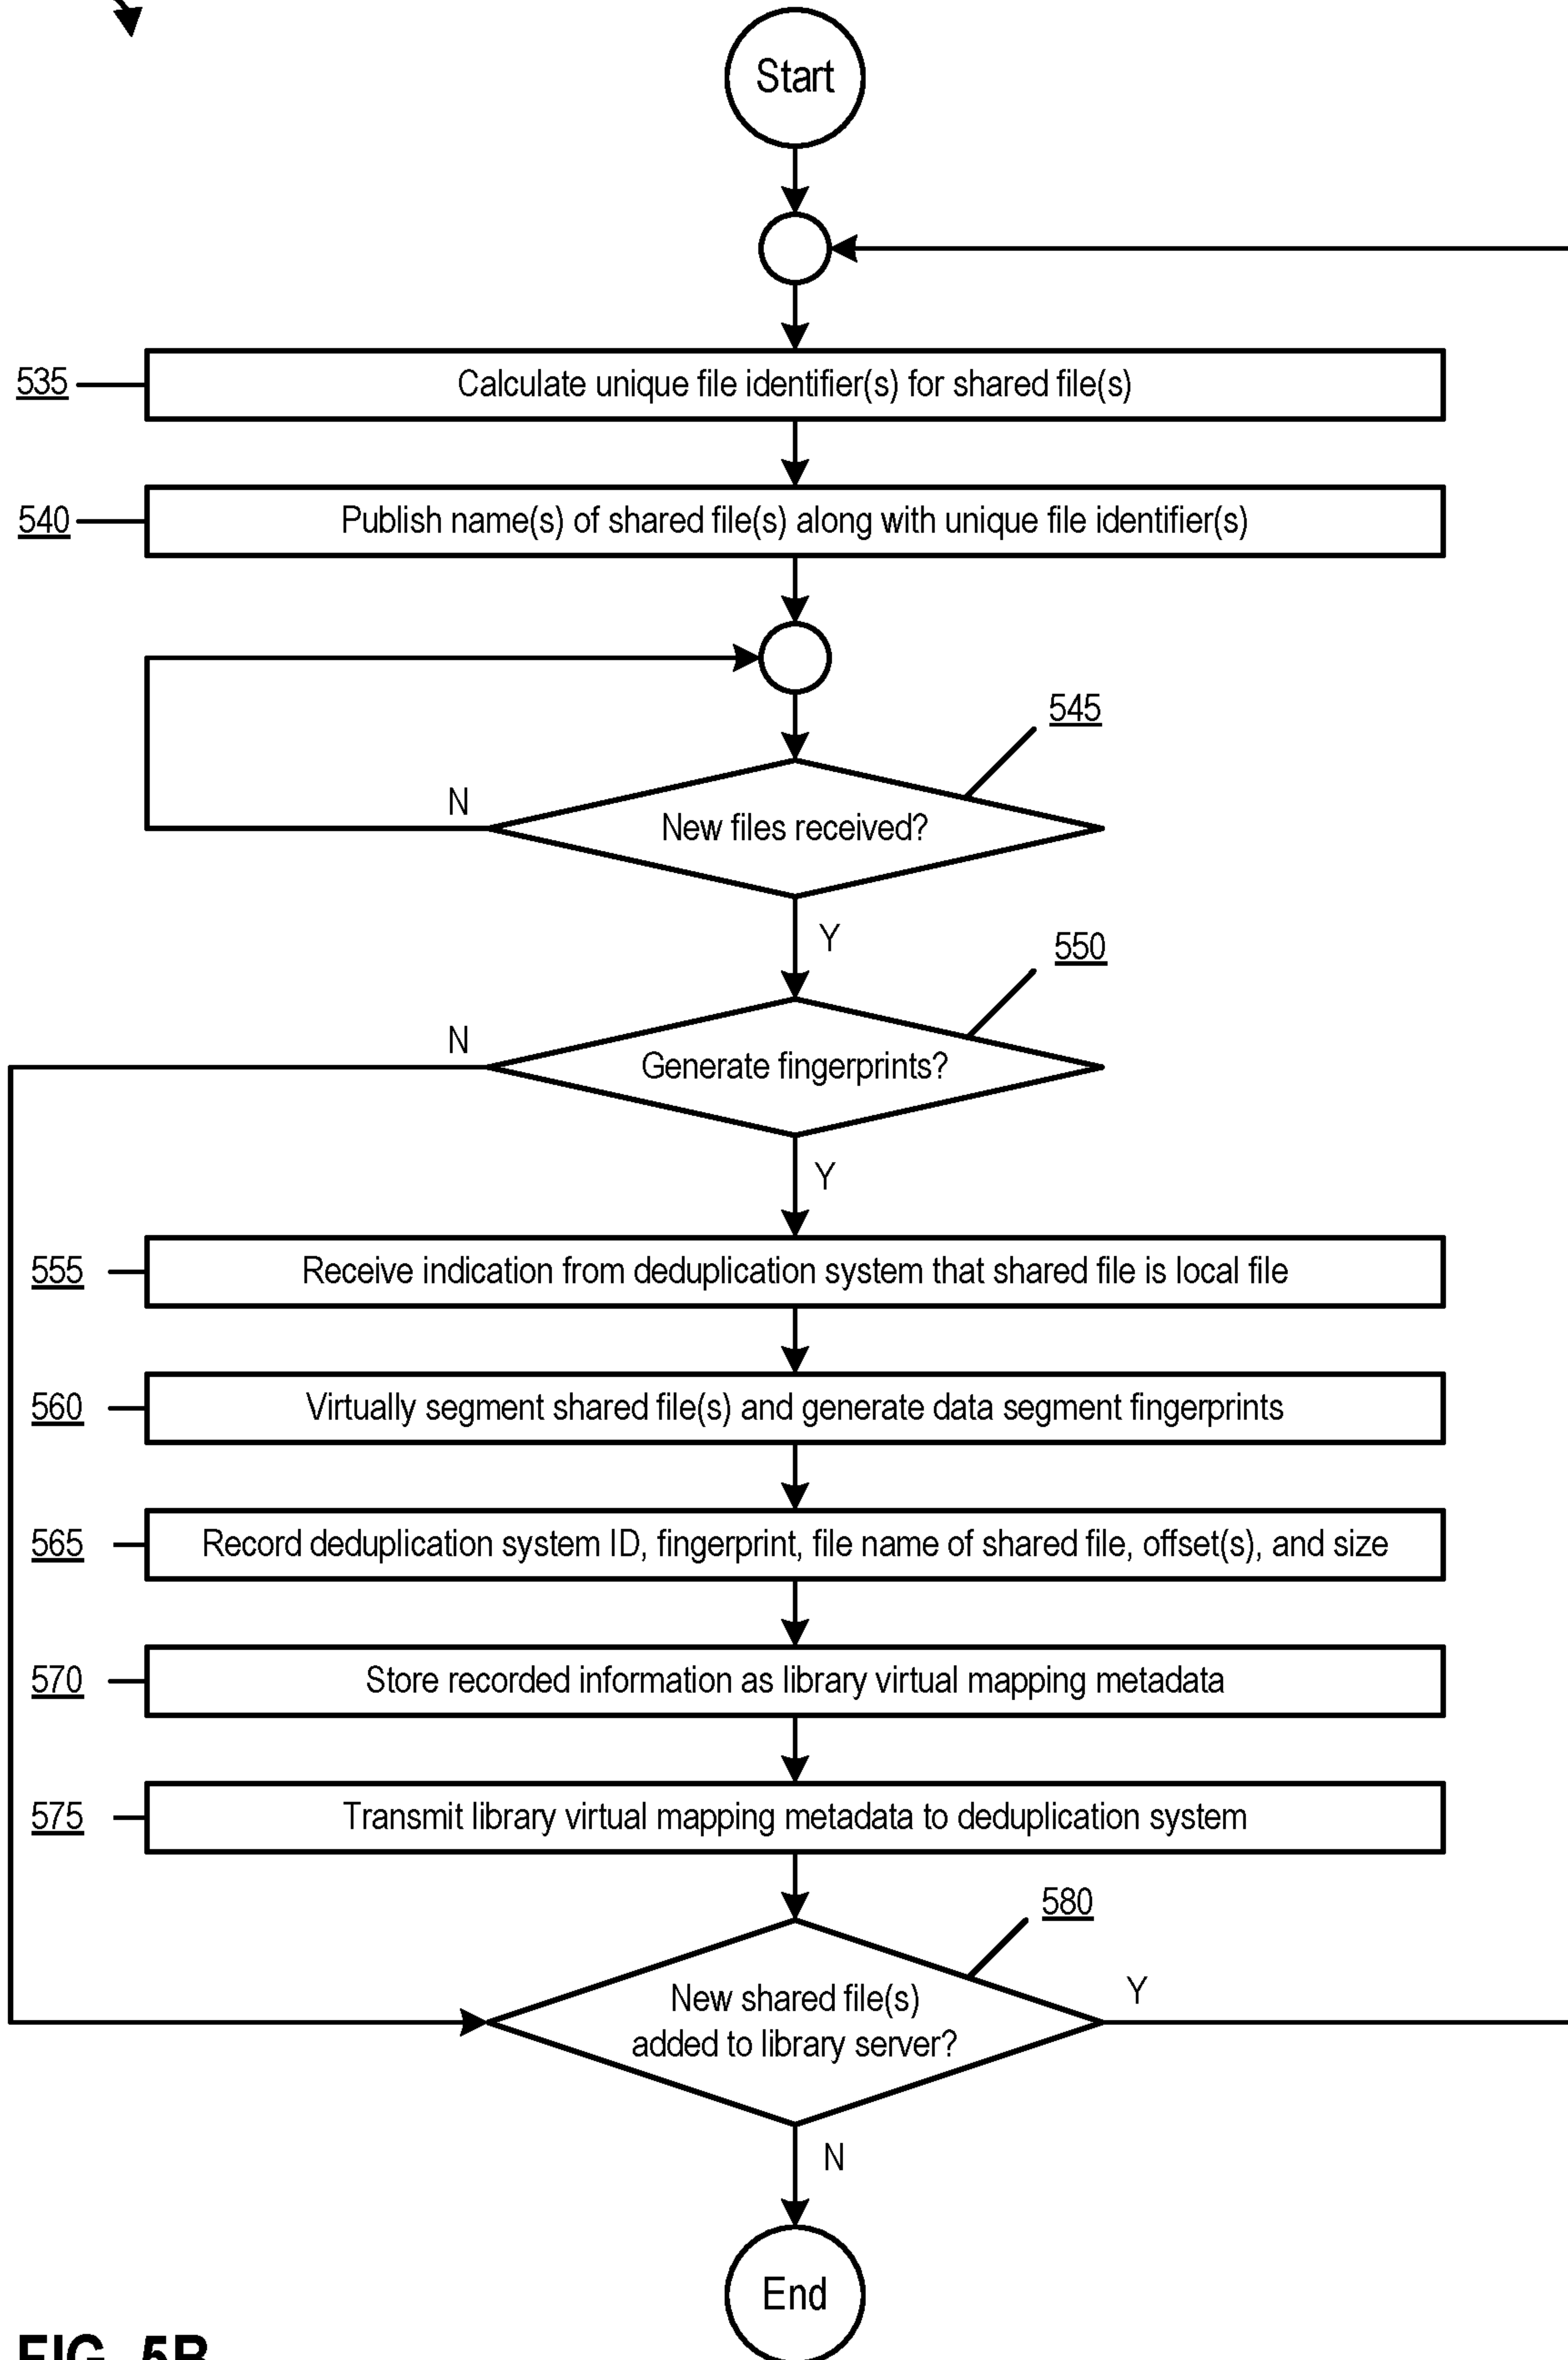 Start
535
Calculate unique file identifier(s) for shared file(s)
540
Publish name(s) of shared file(s) along with unique file identifier(s)
545
N
New files received?
Y
550
N
Generate fingerprints?
Y
555
Receive indication from deduplication system that shared file is local file
560
Virtually segment shared file(s) and generate data segment fingerprints
565
Record deduplication system ID, fingerprint, file name of shared file, offset(s), and size
570
Store recorded information as library virtual mapping metadata
575
Transmit library virtual mapping metadata to deduplication system
580
New shared file(s)
added to library server?
Y
N
End
FIG. 5B